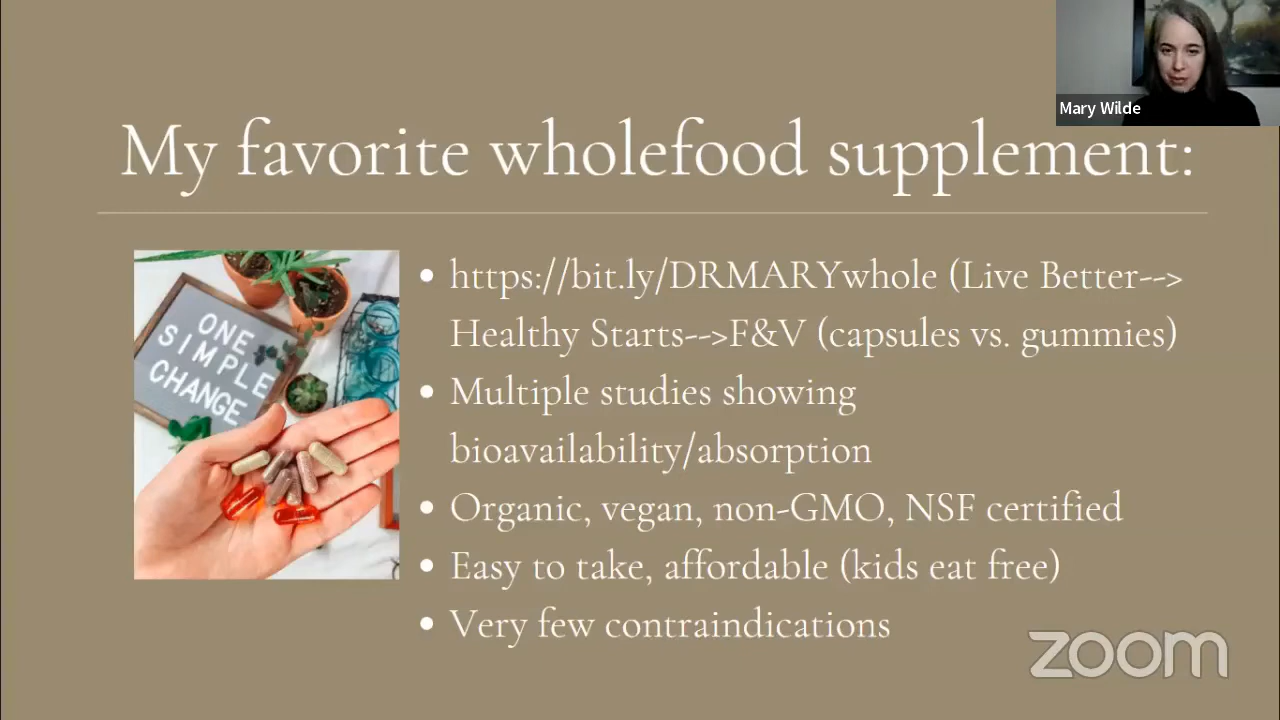 Mary Wilde
My favorite wholefood supplement:
ONE
SIMPLE
CHANGE
• https://bit.ly/DRMARYwhole (Live Better-->
Healthy Starts-->F&V (capsules vs. gummies)
• Multiple studies showing
bioavailability/absorption
• Organic, vegan, non-GMO, NSF certified
• Easy to take, affordable (kids eat free)
• Very few contraindications
zoom